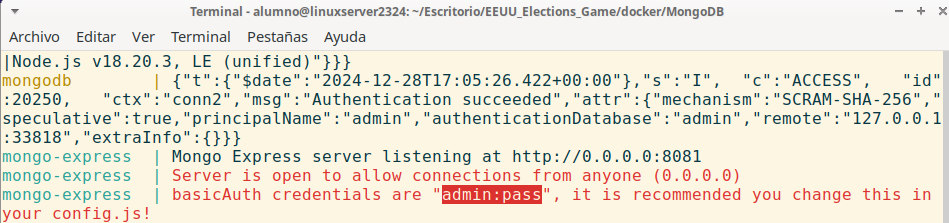 Terminal - alumno@linuxserver2324: ~/Escritorio/EEUU_Elections_Game/docker/MongoDB
Archivo Editar Ver Terminal Pestañas Ayuda
|Node.js v18.20.3, LE (unified)"}}}
mongodb | {"t":{"$date":"2024-12-28T17:05:26.422+00:00"},"s":"I", "c":"ACCESS", "id"
:20250, "ctx":"conn2","msg":"Authentication succeeded","attr":{"mechanism":"SCRAM-SHA-256","
speculative":true,"principalName":"admin","authenticationDatabase":"admin","remote":"127.0.0.1
:33818","extraInfo":{}}}
mongo-express | Mongo Express server listening at http://0.0.0.0:8081
mongo-express | Server is open to allow connections from anyone (0.0.0.0)
mongo-express | basicAuth credentials are "admin:pass", it is recommended you change this in
your config.js!